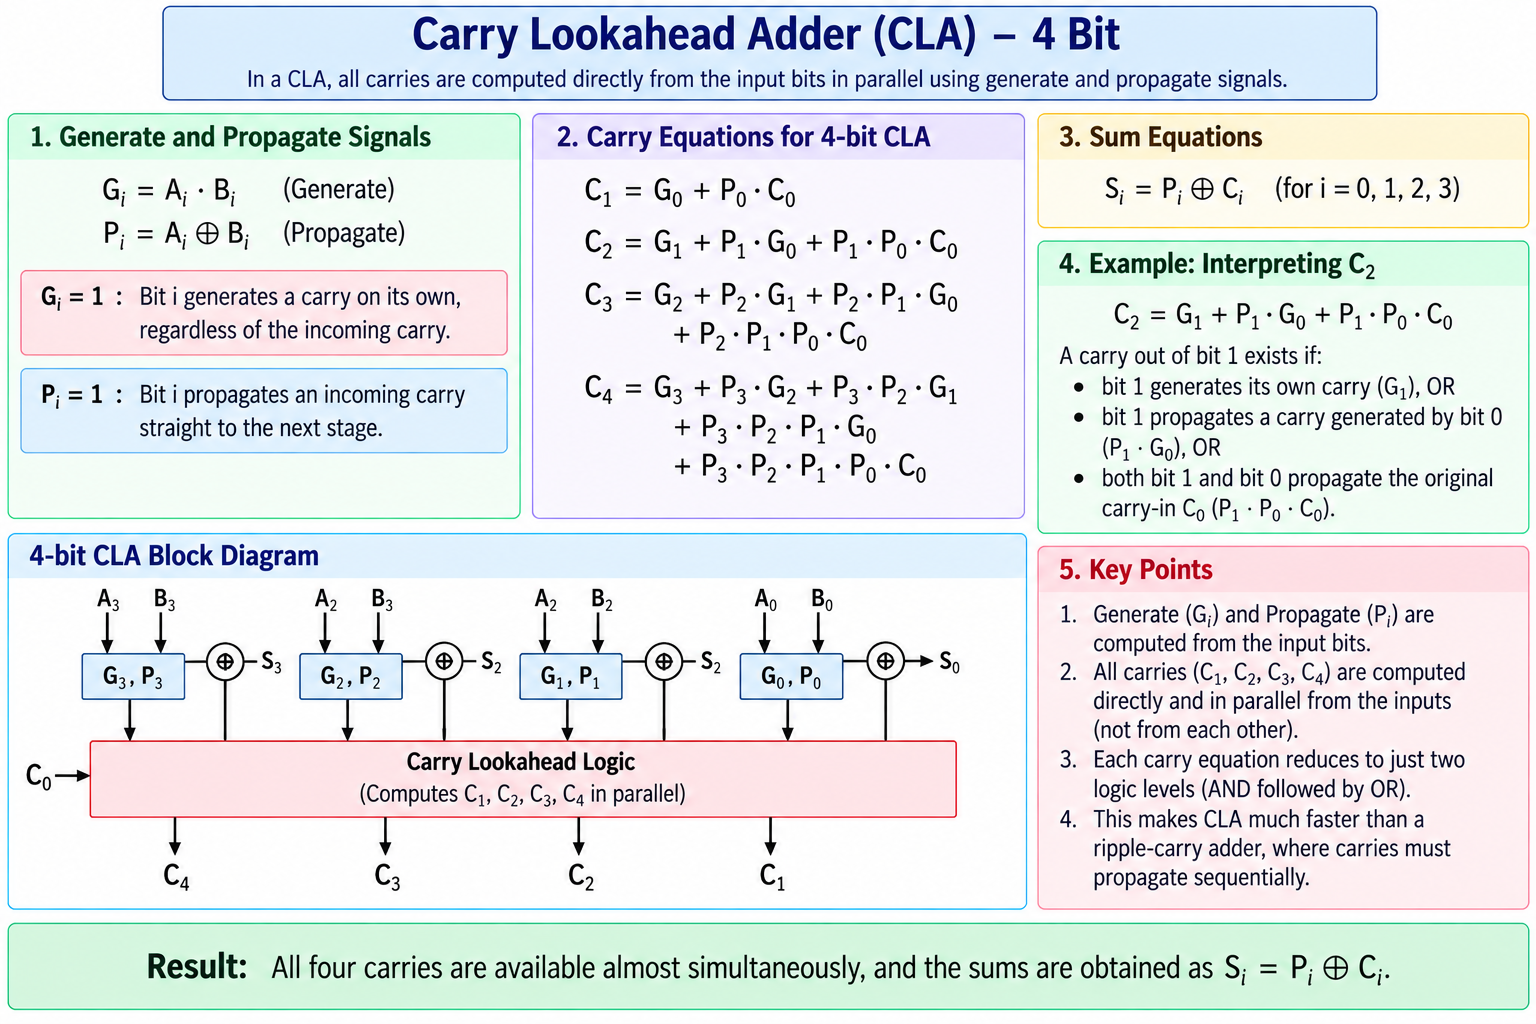 Carry Lookahead Adder (CLA) – 4 Bit
In a CLA, all carries are computed directly from the input bits in parallel using generate and propagate signals.
1. Generate and Propagate Signals
Gᵢ = Aᵢ · Bᵢ (Generate)
Pᵢ = Aᵢ ⊕ Bᵢ (Propagate)
Gᵢ = 1 : Bit i generates a carry on its own,
regardless of the incoming carry.
Pᵢ = 1 : Bit i propagates an incoming carry
straight to the next stage.
2. Carry Equations for 4-bit CLA
C₁ = G₀ + P₀ · C₀
C₂ = G₁ + P₁ · G₀ + P₁ · P₀ · C₀
C₃ = G₂ + P₂ · G₁ + P₂ · P₁ · G₀
+ P₂ · P₁ · P₀ · C₀
C₄ = G₃ + P₃ · G₂ + P₃ · P₂ · G₁
+ P₃ · P₂ · P₁ · G₀
+ P₃ · P₂ · P₁ · P₀ · C₀
3. Sum Equations
Sᵢ = Pᵢ ⊕ Cᵢ (for i = 0, 1, 2, 3)
4. Example: Interpreting C₂
C₂ = G₁ + P₁ · G₀ + P₁ · P₀ · C₀
A carry out of bit 1 exists if:
• bit 1 generates its own carry (G₁), OR
• bit 1 propagates a carry generated by bit 0
(P₁ · G₀), OR
• both bit 1 and bit 0 propagate the original
carry-in C₀ (P₁ · P₀ · C₀).
4-bit CLA Block Diagram
A₃ B₃ A₂ B₃ A₂ B₂ A₀ B₀
G₃, P₃ ⊕ S₃ G₂, P₂ ⊕ S₂ G₁, P₁ ⊕ S₂ G₀, P₀ ⊕ S₀
Carry Lookahead Logic
C₀
(Computes C₁, C₂, C₃, C₄ in parallel)
C₄ C₃ C₂ C₁
5. Key Points
1. Generate (Gᵢ) and Propagate (Pᵢ) are
computed from the input bits.
2. All carries (C₁, C₂, C₃, C₄) are computed
directly and in parallel from the inputs
(not from each other).
3. Each carry equation reduces to just two
logic levels (AND followed by OR).
4. This makes CLA much faster than a
ripple-carry adder, where carries must
propagate sequentially.
Result: All four carries are available almost simultaneously, and the sums are obtained as Sᵢ = Pᵢ ⊕ Cᵢ.